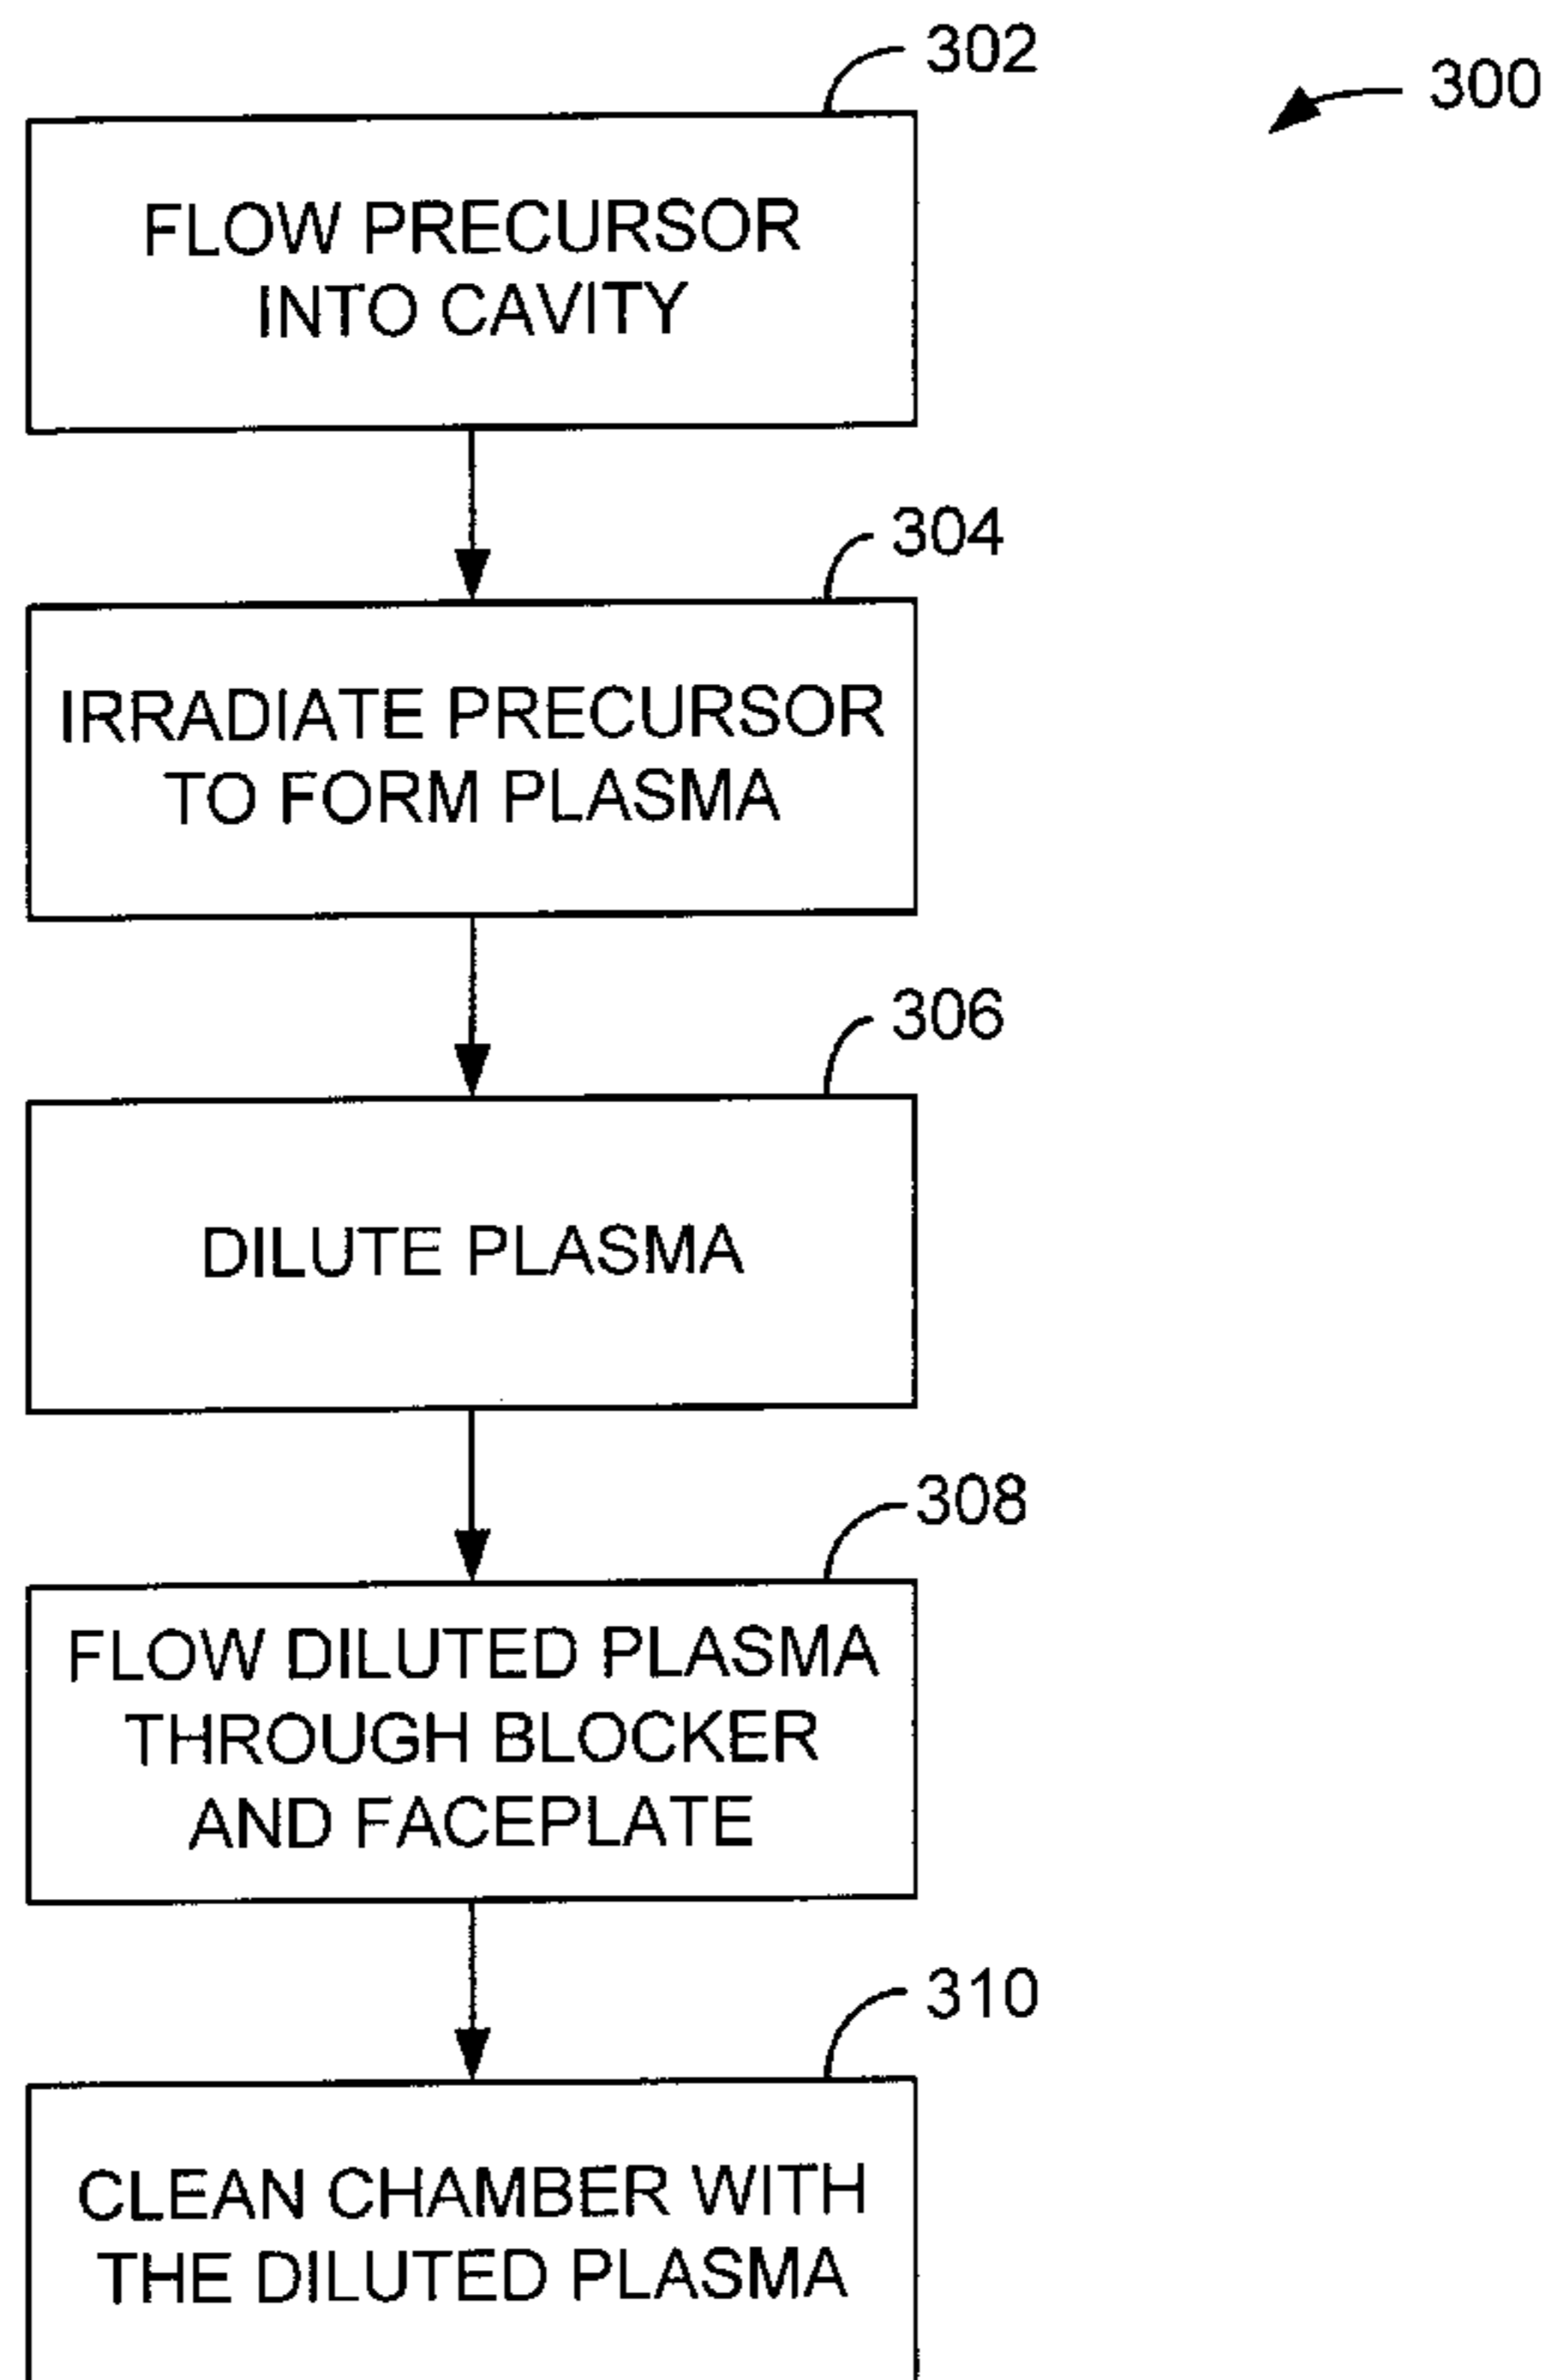 302
300
FLOW PRECURSOR
INTO CAVITY
304
IRRADIATE PRECURSOR
TO FORM PLASMA
306
DILUTE PLASMA
308
FLOW DILUTED PLASMA
THROUGH BLOCKER
AND FACEPLATE
310
CLEAN CHAMBER WITH
THE DILUTED PLASMA